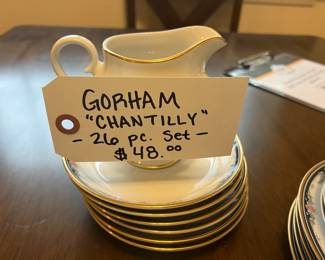 GORHAM
"CHANTILLY"
- 26 pc. Set -
$48.00